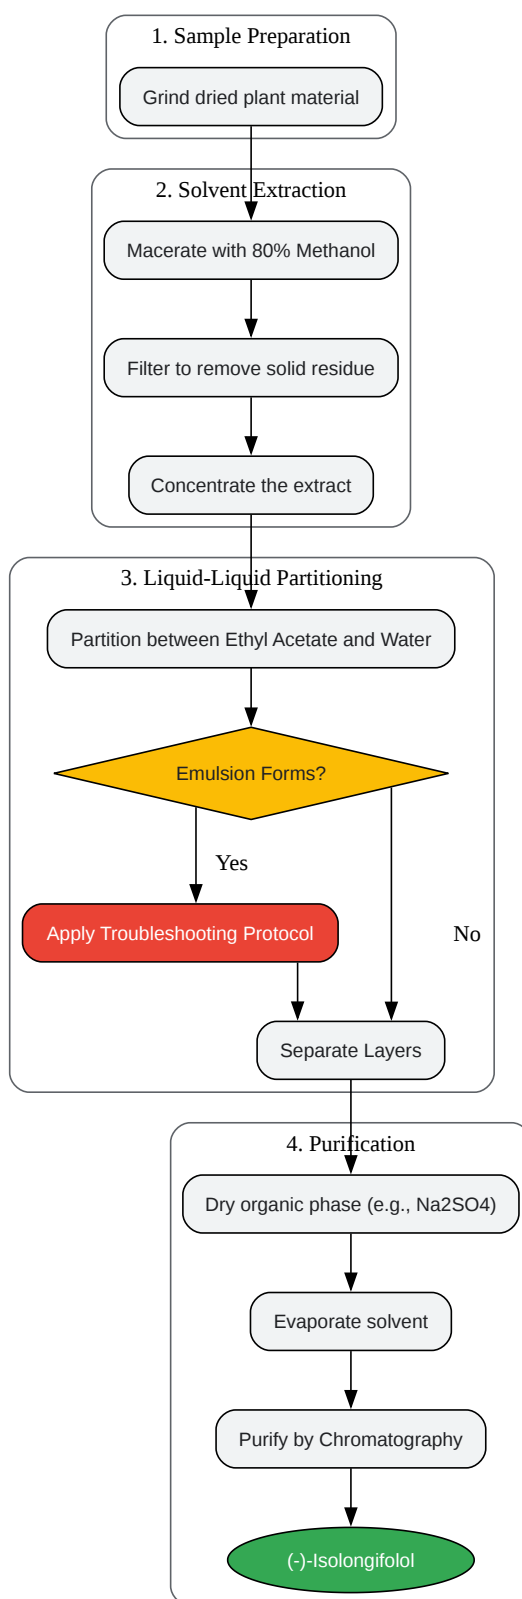 1. Sample Preparation
Grind dried plant material
2. Solvent Extraction
Macerate with 80% Methanol
Filter to remove solid residue
Concentrate the extract
3. Liquid-Liquid Partitioning
Partition between Ethyl Acetate and Water
Emulsion Forms?
Yes
Apply Troubleshooting Protocol
No
Separate Layers
4. Purification
Dry organic phase (e.g., Na2SO4)
Evaporate solvent
Purify by Chromatography
(-)-Isolongifolol